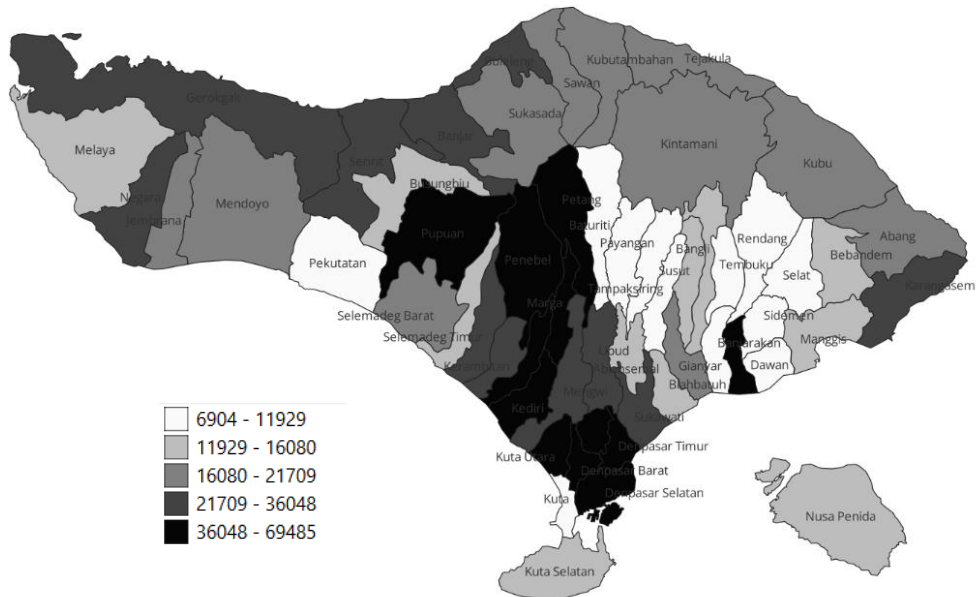 Buleleng
Kubutambahan
Tejakula
Sawan
Gerokgak
Sukasada
Banjar
Kintamani
Melaya
Seririt
Kubu
Busungbiu
Negara
Jembrana
Mendoyo
Petang
Baturiti
Pupuan
Payangan
Bangli
Rendang
Abang
Penebel
Susut
Tembuku
Bebandem
Pekutatan
Selat
Tampaksiring
Karangasem
Marga
Selemadeg Barat
Sidemen
Selemadeg Timur
Banjarakan
Manggis
Ubud
Kerambitan
Abiansemal
Gianyar
Dawan
Mengwi
Blahbatuh
Kediri
Sukawati
Kuta Utara
Denpasar Timur
Denpasar Barat
Kuta
Denpasar Selatan
Nusa Penida
Kuta Selatan
6904 - 11929
11929 - 16080
16080 - 21709
21709 - 36048
36048 - 69485